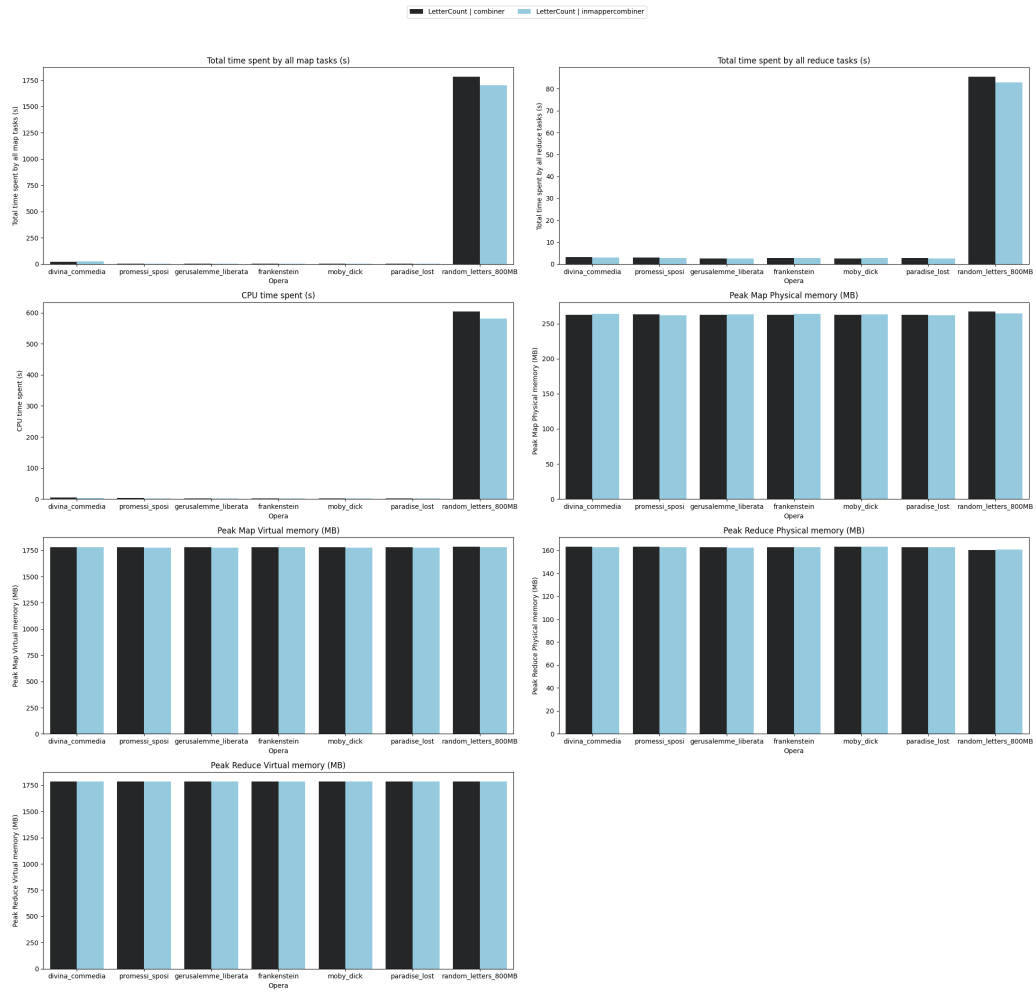 LetterCount | combiner LetterCount | inmappercombiner
Total time spent by all map tasks (s)
Total time spent by all map tasks (s)
1750
1500
1250
1000
750
500
250
0
divina_commedia promessi_sposi gerusalemme_liberata frankenstein moby_dick paradise_lost random_letters_800MB
Opera
Total time spent by all reduce tasks (s)
Total time spent by all reduce tasks (s)
80
70
60
50
40
30
20
10
0
divina_commedia promessi_sposi gerusalemme_liberata frankenstein moby_dick paradise_lost random_letters_800MB
Opera
CPU time spent (s)
CPU time spent (s)
600
500
400
300
200
100
0
divina_commedia promessi_sposi gerusalemme_liberata frankenstein moby_dick paradise_lost random_letters_800MB
Opera
Peak Map Physical memory (MB)
Peak Map Physical memory (MB)
250
200
150
100
50
0
divina_commedia promessi_sposi gerusalemme_liberata frankenstein moby_dick paradise_lost random_letters_800MB
Opera
Peak Map Virtual memory (MB)
Peak Map Virtual memory (MB)
1750
1500
1250
1000
750
500
250
0
divina_commedia promessi_sposi gerusalemme_liberata frankenstein moby_dick paradise_lost random_letters_800MB
Opera
Peak Reduce Physical memory (MB)
Peak Reduce Physical memory (MB)
160
140
120
100
80
60
40
20
0
divina_commedia promessi_sposi gerusalemme_liberata frankenstein moby_dick paradise_lost random_letters_800MB
Opera
Peak Reduce Virtual memory (MB)
Peak Reduce Virtual memory (MB)
1750
1500
1250
1000
750
500
250
0
divina_commedia promessi_sposi gerusalemme_liberata frankenstein moby_dick paradise_lost random_letters_800MB
Opera